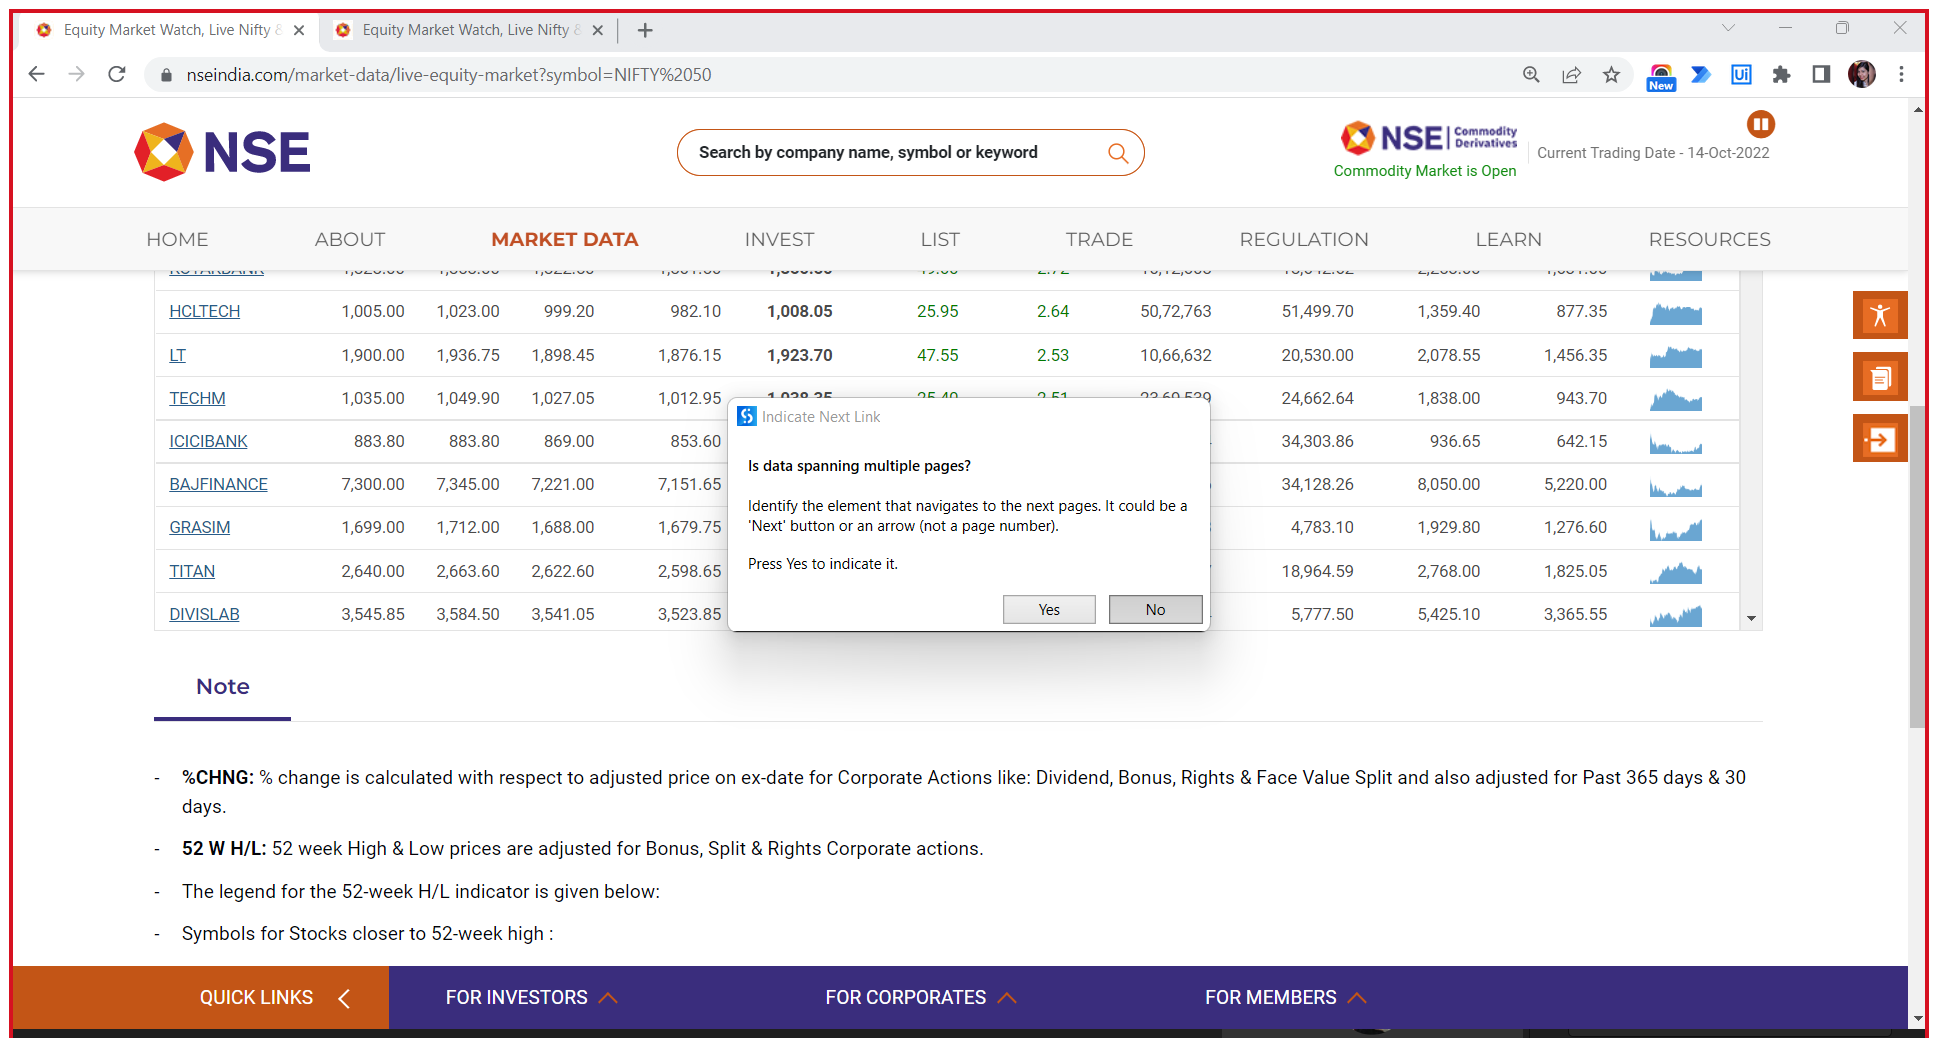 Equity Market Watch, Live Nifty &
Equity Market Watch, Live Nifty &
nseindia.com/market-data/live-equity-market?symbol=NIFTY%2050
New
Ui
NSE
Search by company name, symbol or keyword
NSE Commodity Derivatives
Commodity Market is Open
Current Trading Date - 14-Oct-2022
HOME ABOUT MARKET DATA INVEST LIST TRADE REGULATION LEARN RESOURCES
HCLTECH 1,005.00 1,023.00 999.20 982.10 1,008.05 25.95 2.64 50,72,763 51,499.70 1,359.40 877.35
LT 1,900.00 1,936.75 1,898.45 1,876.15 1,923.70 47.55 2.53 10,66,632 20,530.00 2,078.55 1,456.35
TECHM 1,035.00 1,049.90 1,027.05 1,012.95 24,662.64 1,838.00 943.70
ICICIBANK 883.80 883.80 869.00 853.60 34,303.86 936.65 642.15
BAJFINANCE 7,300.00 7,345.00 7,221.00 7,151.65 34,128.26 8,050.00 5,220.00
GRASIM 1,699.00 1,712.00 1,688.00 1,679.75 4,783.10 1,929.80 1,276.60
TITAN 2,640.00 2,663.60 2,622.60 2,598.65 18,964.59 2,768.00 1,825.05
DIVISLAB 3,545.85 3,584.50 3,541.05 3,523.85 5,777.50 5,425.10 3,365.55
Indicate Next Link
Is data spanning multiple pages?
Identify the element that navigates to the next pages. It could be a
'Next' button or an arrow (not a page number).
Press Yes to indicate it.
Yes No
Note
- %CHNG: % change is calculated with respect to adjusted price on ex-date for Corporate Actions like: Dividend, Bonus, Rights & Face Value Split and also adjusted for Past 365 days & 30
days.
- 52 W H/L: 52 week High & Low prices are adjusted for Bonus, Split & Rights Corporate actions.
- The legend for the 52-week H/L indicator is given below:
- Symbols for Stocks closer to 52-week high :
QUICK LINKS FOR INVESTORS FOR CORPORATES FOR MEMBERS